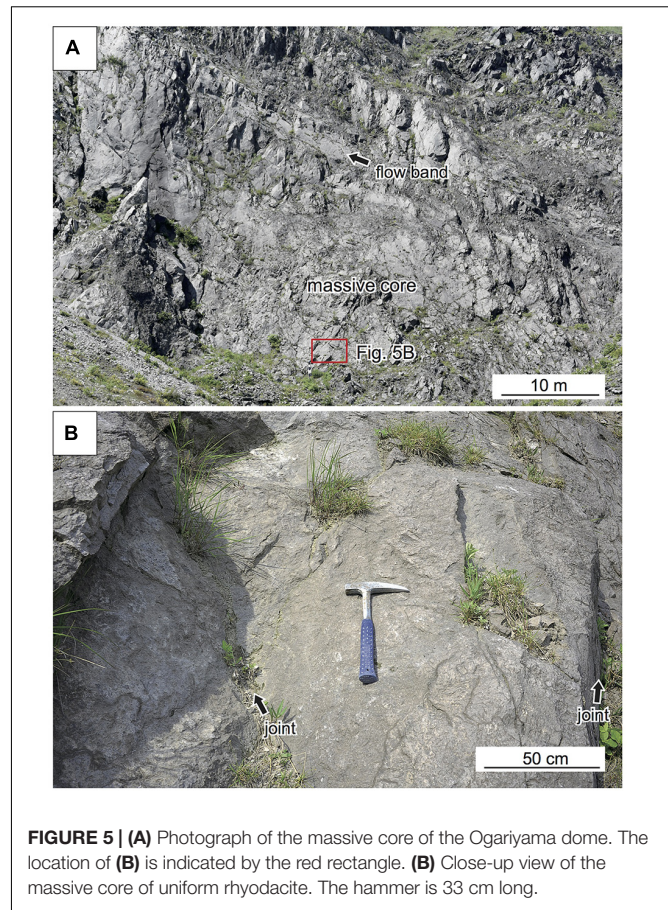 A
flow band
massive core
Fig. 5B
10 m
B
joint
joint
50 cm
FIGURE 5 | (A) Photograph of the massive core of the Ogariyama dome. The
location of (B) is indicated by the red rectangle. (B) Close-up view of the
massive core of uniform rhyodacite. The hammer is 33 cm long.